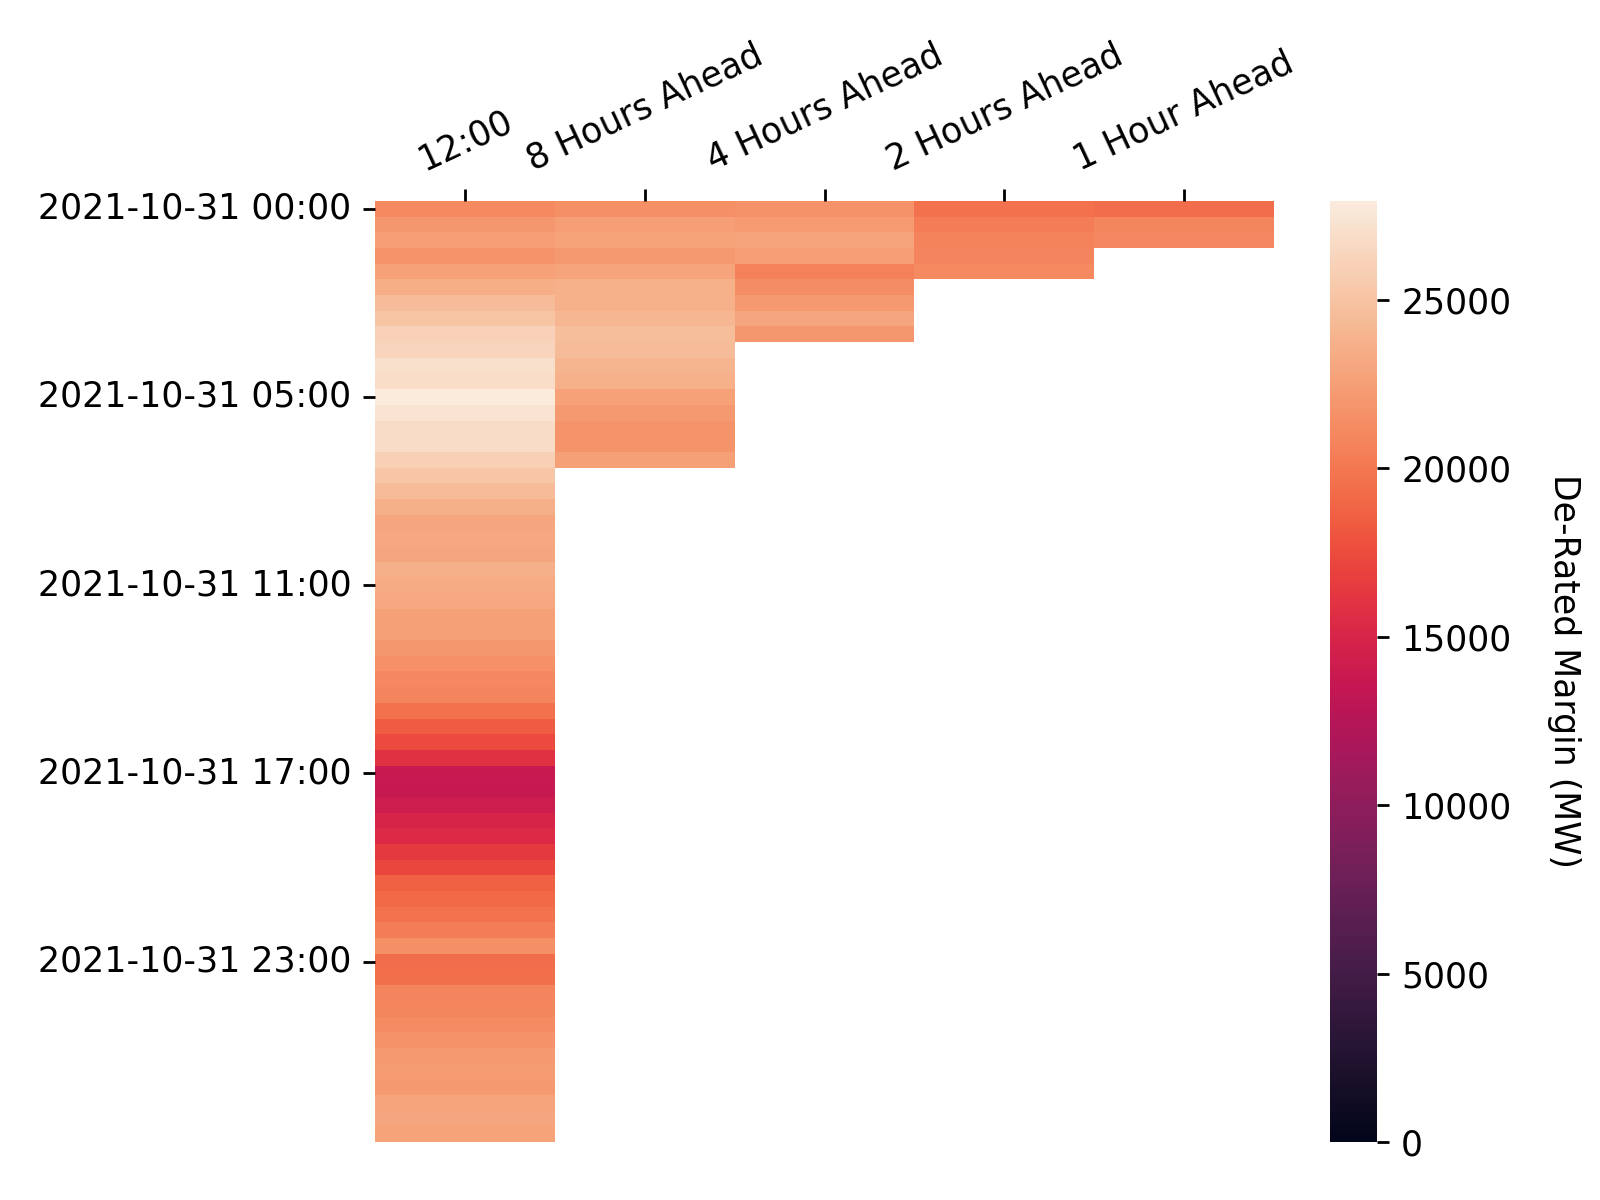 12:00
8 Hours Ahead
4 Hours Ahead
2 Hours Ahead
1 Hour Ahead
2021-10-31 00:00
2021-10-31 05:00
2021-10-31 11:00
2021-10-31 17:00
2021-10-31 23:00
25000
20000
15000
10000
5000
0
De-Rated Margin (MW)